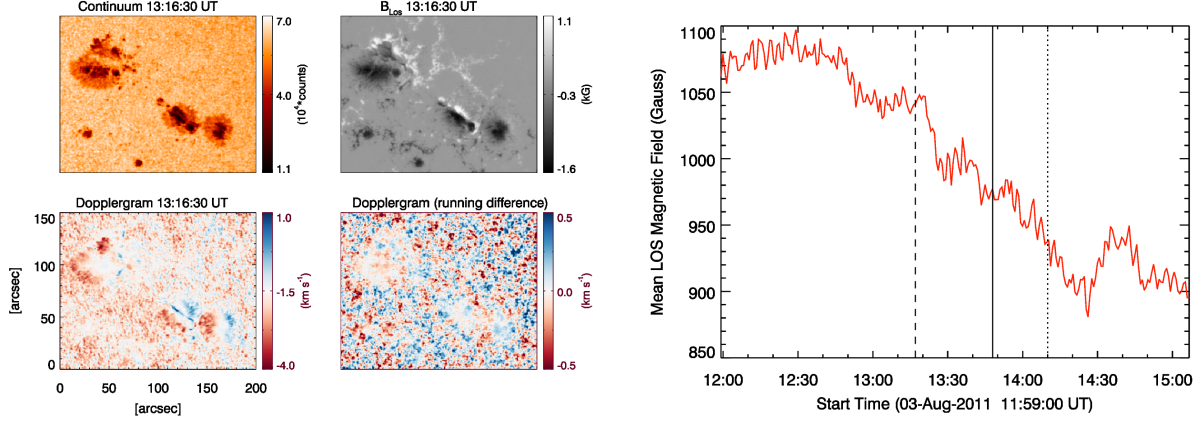 Continuum 13:16:30 UT
7.0
4.0
1.1
(10⁴*counts)
B_Los 13:16:30 UT
1.1
-0.3
-1.6
(kG)
Dopplergram 13:16:30 UT
150
100
50
0
0 50 100 150 200
[arcsec]
[arcsec]
1.0
-1.5
-4.0
(km s⁻¹)
Dopplergram (running difference)
0.5
0.0
-0.5
(km s⁻¹)
1100
1050
1000
950
900
850
Mean LOS Magnetic Field (Gauss)
12:00 12:30 13:00 13:30 14:00 14:30 15:00
Start Time (03-Aug-2011 11:59:00 UT)